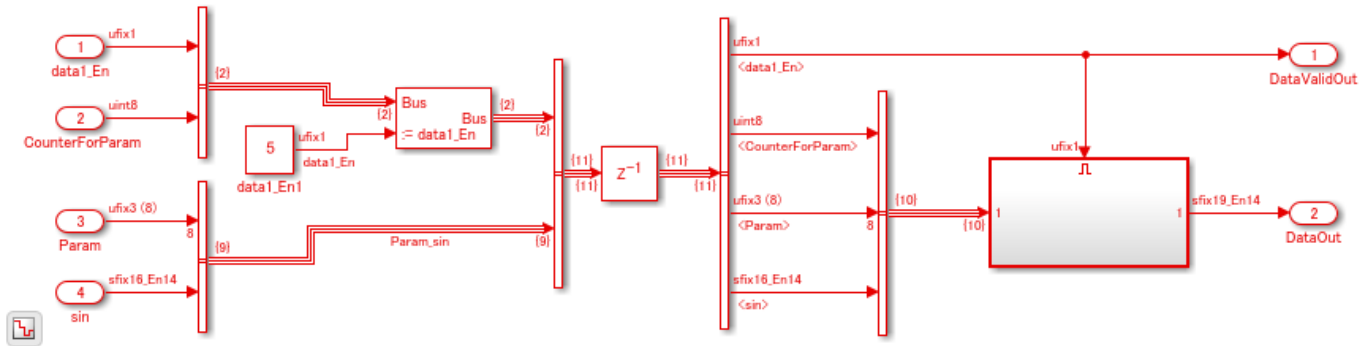 1
ufix1
data1_En
2
uint8
CounterForParam
{2}
{2}
Bus
Bus
:= data1_En
{2}
{2}
5
ufix1
data1_En
data1_En1
3
ufix3 (8)
8
Param
4
sfix16_En14
sin
{9}
Param_sin
{9}
{11}
{11}
z-1
{11}
{11}
ufix1
<data1_En>
uint8
<CounterForParam>
ufix3 (8)
<Param>
8
sfix16_En14
<sin>
{10}
{10}
ufix1
1
1
sfix19_En14
1
DataValidOut
2
DataOut